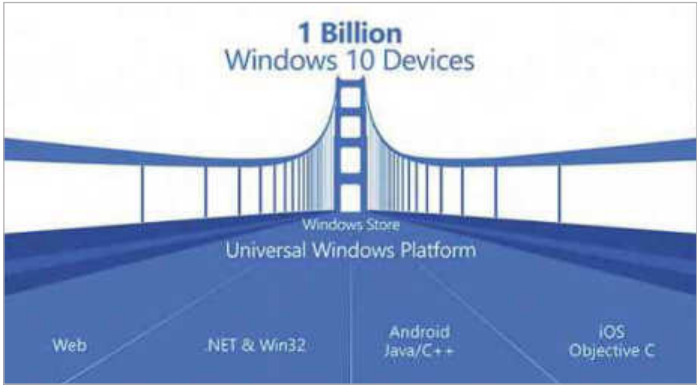 1 Billion
Windows 10 Devices
Windows Store
Universal Windows Platform
Web
.NET & Win32
Android
Java/C++
iOS
Objective C